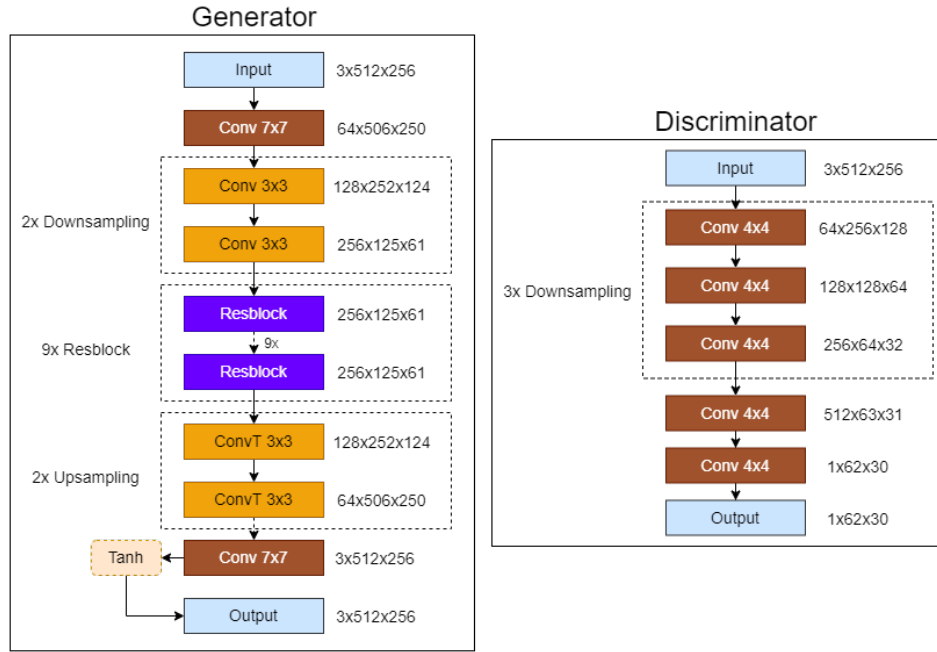 Generator
Input 3x512x256
Conv 7x7 64x506x250
2x Downsampling
Conv 3x3 128x252x124
Conv 3x3 256x125x61
9x Resblock
Resblock 256x125x61
9x
Resblock 256x125x61
2x Upsampling
ConvT 3x3 128x252x124
ConvT 3x3 64x506x250
Tanh
Conv 7x7 3x512x256
Output 3x512x256
Discriminator
Input 3x512x256
3x Downsampling
Conv 4x4 64x256x128
Conv 4x4 128x128x64
Conv 4x4 256x64x32
Conv 4x4 512x63x31
Conv 4x4 1x62x30
Output 1x62x30